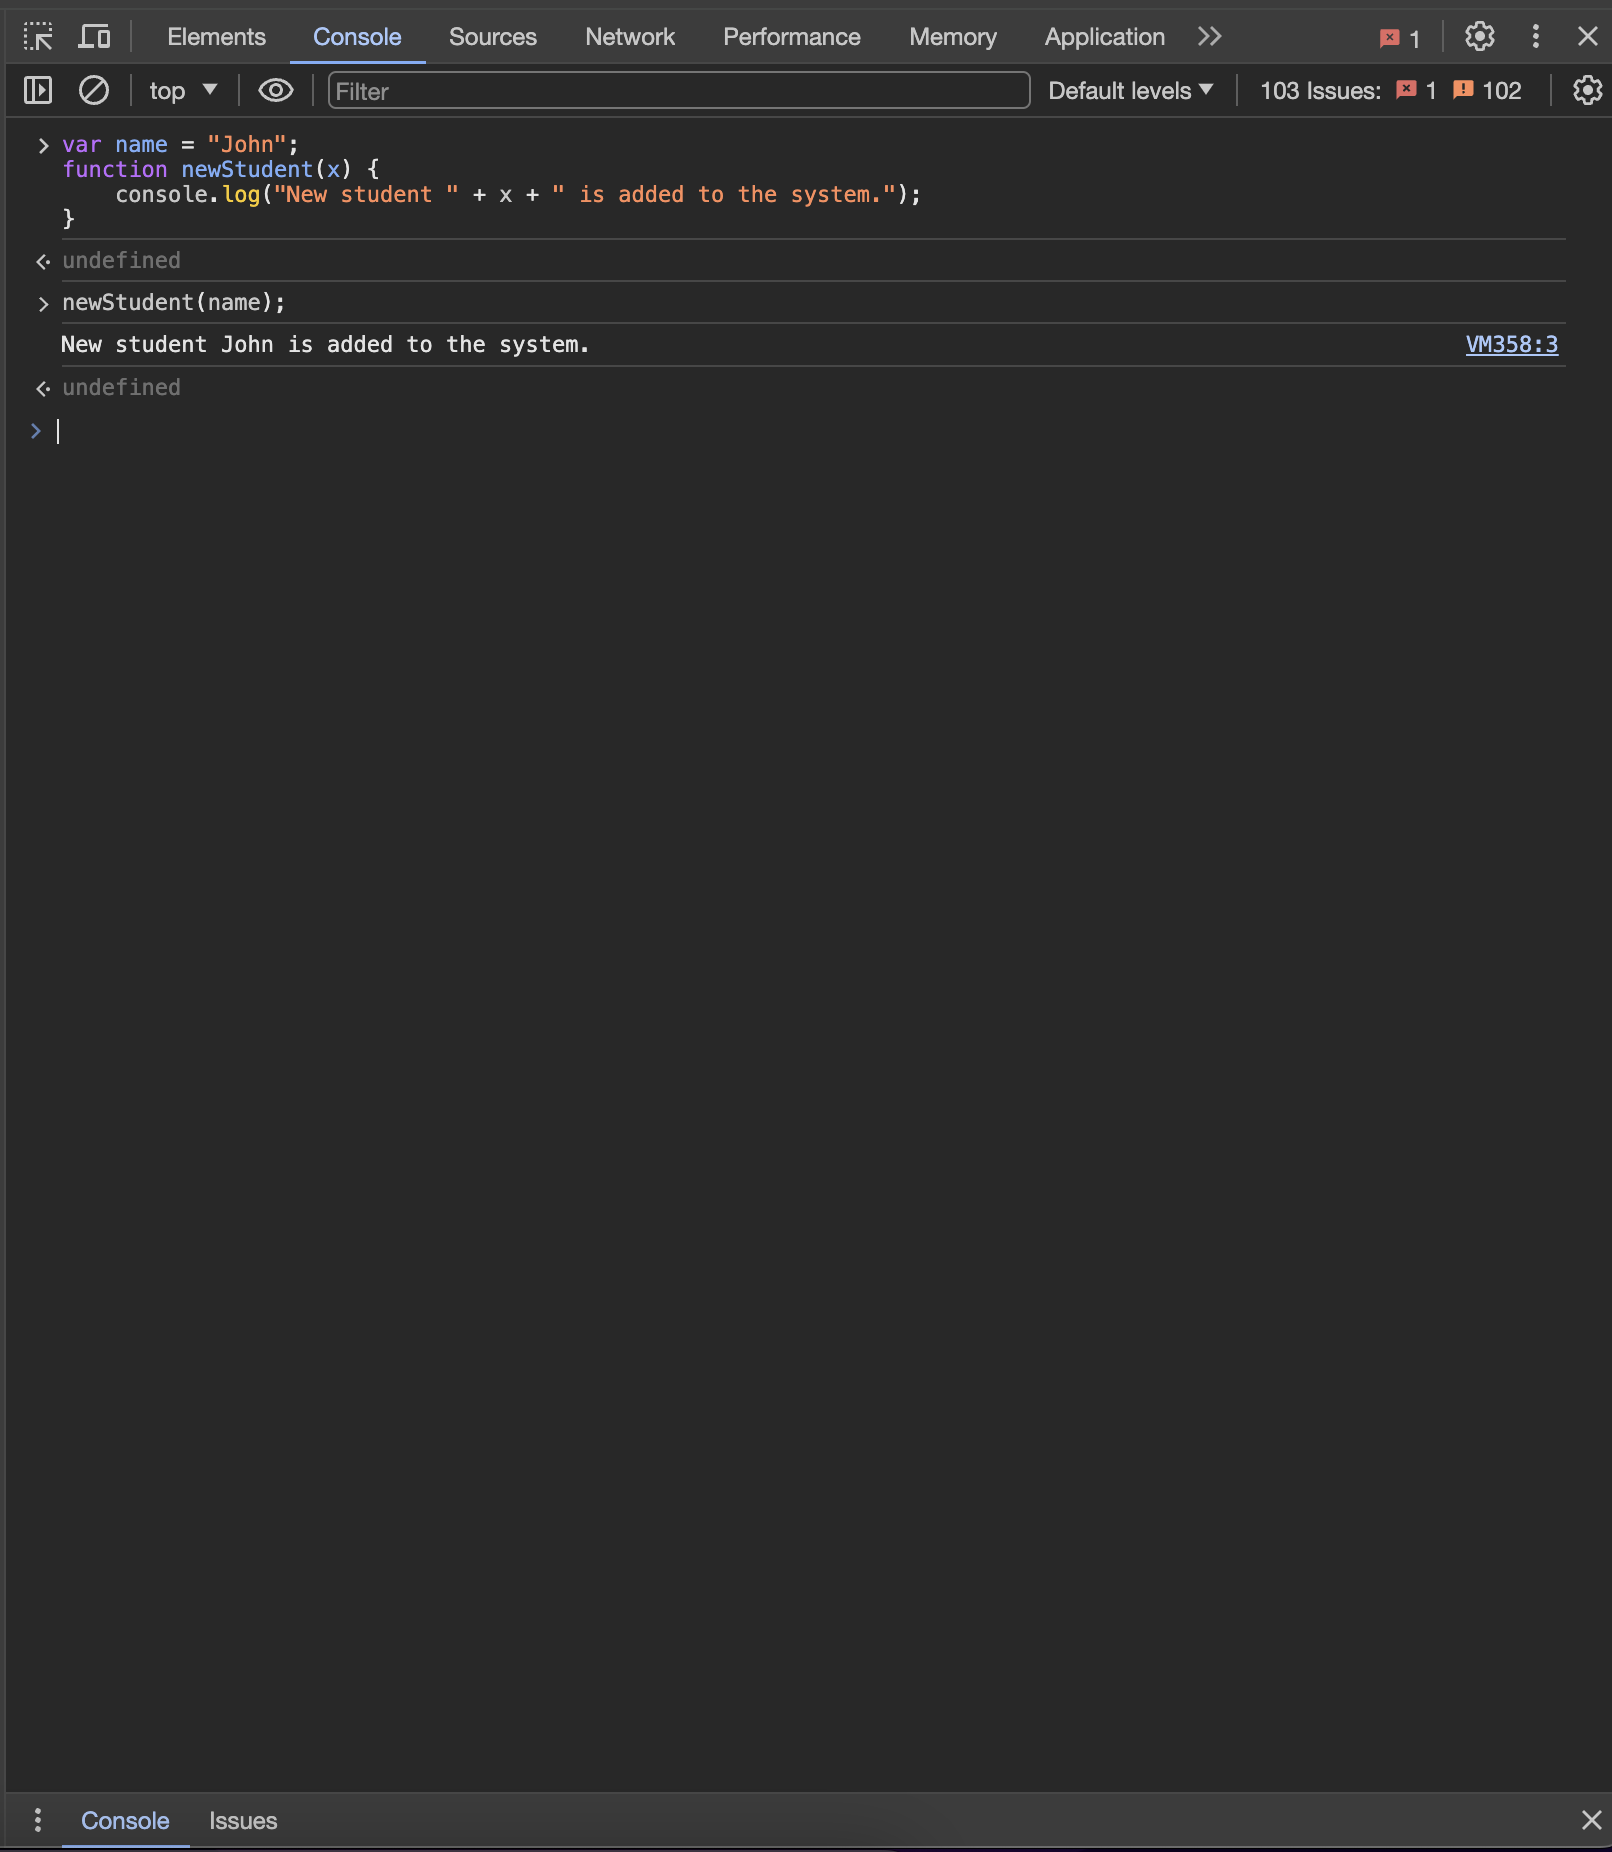 Elements Console Sources Network Performance Memory Application 1
top Filter Default levels 103 Issues: 1 102
var name = "John";
function newStudent(x) {
    console.log("New student " + x + " is added to the system.");
}
undefined
newStudent(name);
New student John is added to the system. VM358:3
undefined
Console Issues